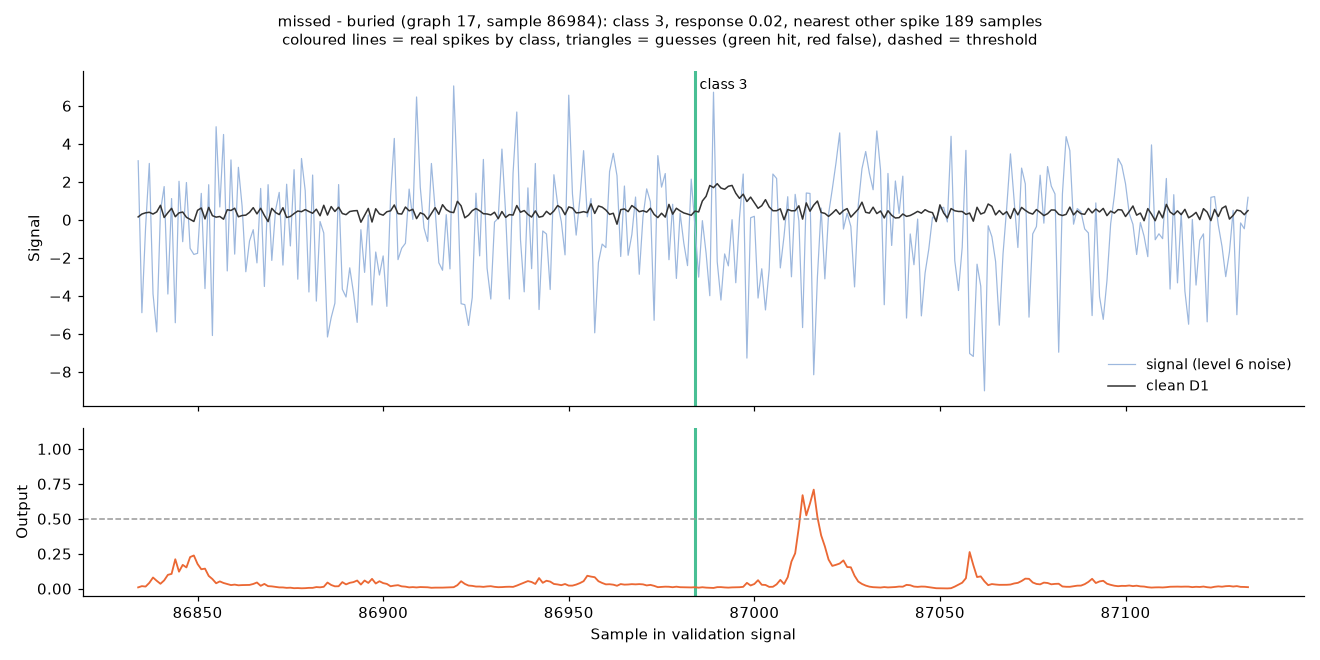 missed - buried (graph 17, sample 86984): class 3, response 0.02, nearest other spike 189 samples
coloured lines = real spikes by class, triangles = guesses (green hit, red false), dashed = threshold
class 3
6
4
2
0
−2
−4
−6
−8
Signal
signal (level 6 noise)
clean D1
1.00
0.75
0.50
0.25
0.00
Output
86850
86900
86950
87000
87050
87100
Sample in validation signal